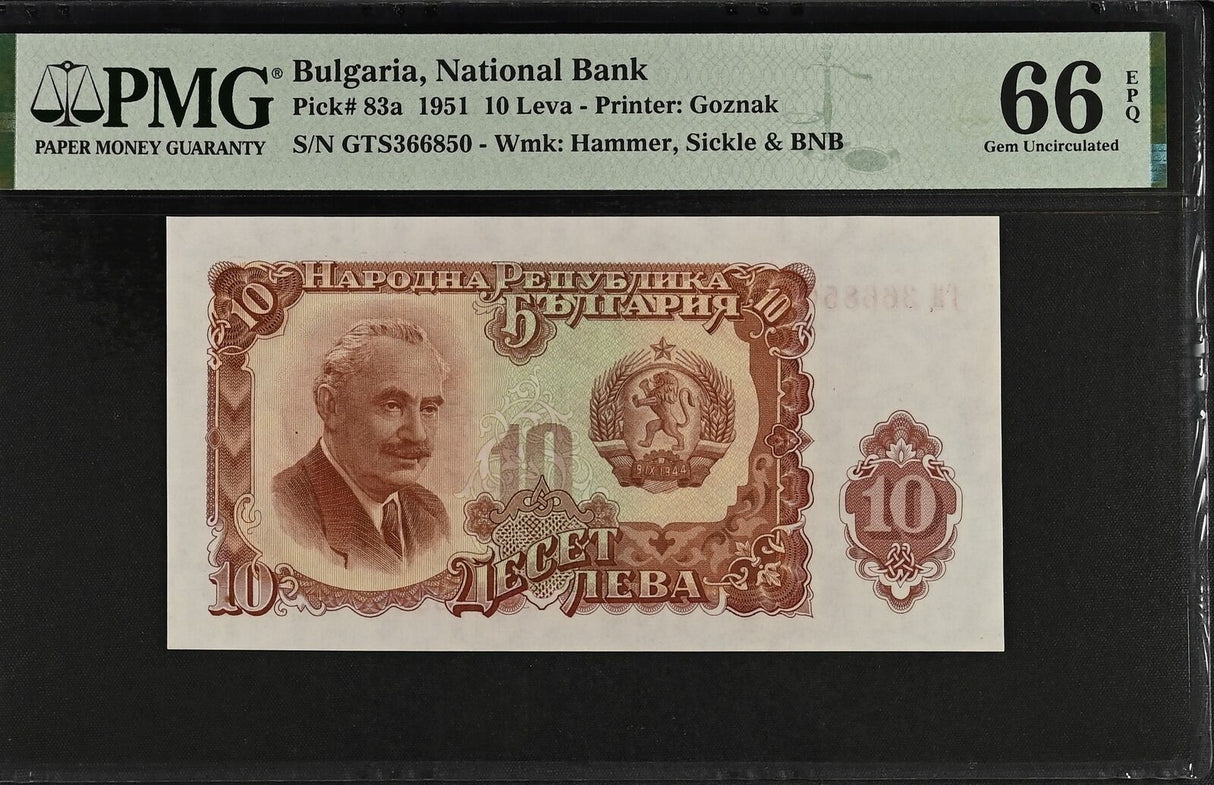 PMG®
PAPER MONEY GUARANTY
Bulgaria, National Bank
Pick# 83a 1951 10 Leva - Printer: Goznak
S/N GTS366850 - Wmk: Hammer, Sickle & BNB
66 EPQ
Gem Uncirculated
НАРОДНА РЕПУБЛИКА
БЪЛГАРИЯ
10
10
10
9.IX.1944
10
10
ДЕСЕТ
ЛЕВА